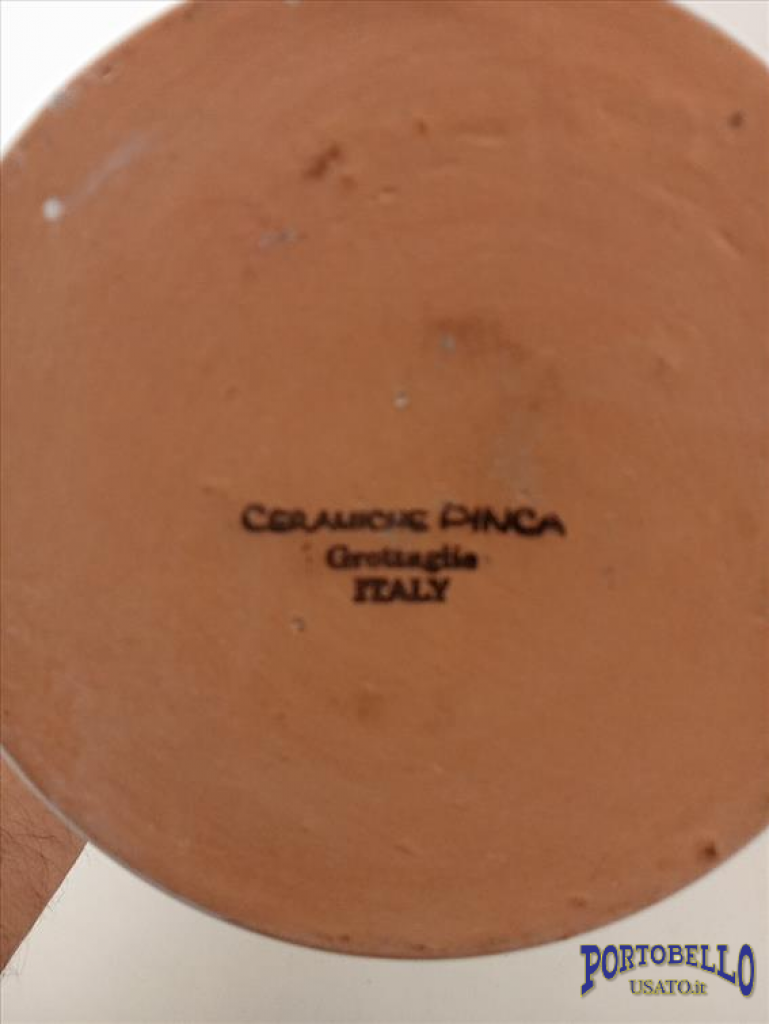 CERAMICHE PINCA
Grottaglie
ITALY
PORTOBELLO
USATO.it